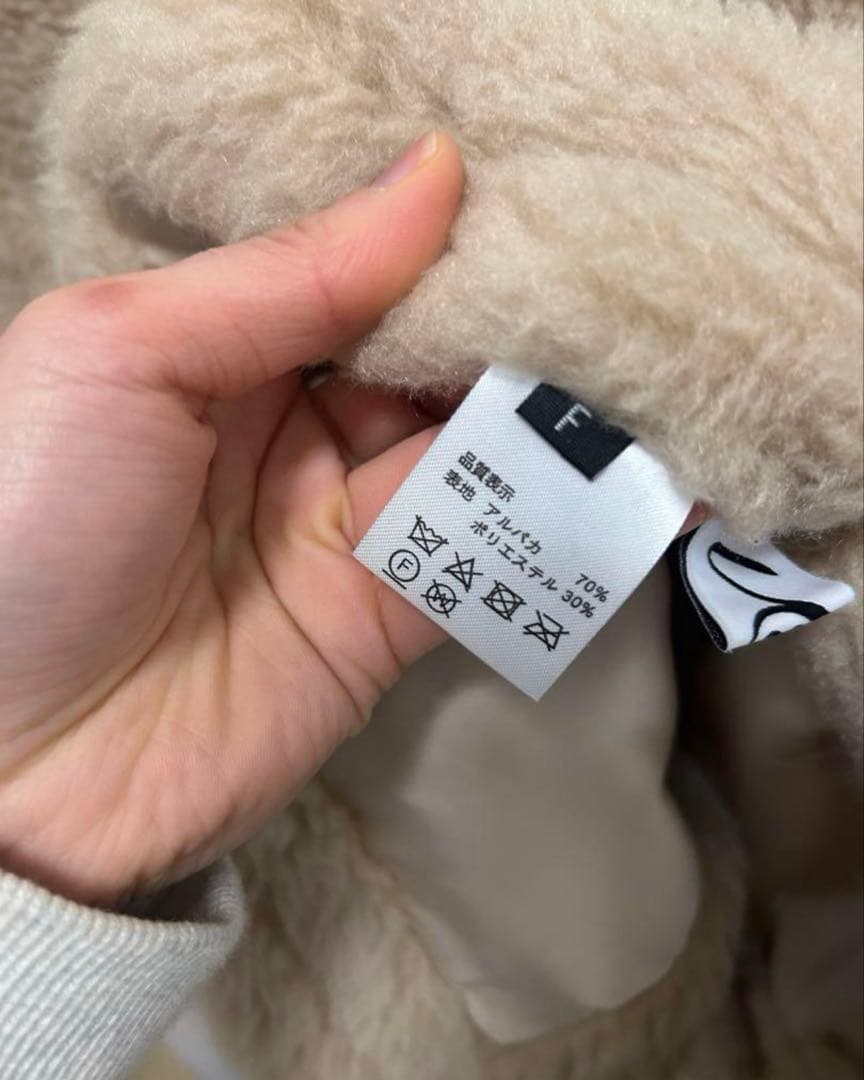 L
品質表示
表地 アルパカ 70%
ポリエステル 30%
F
W